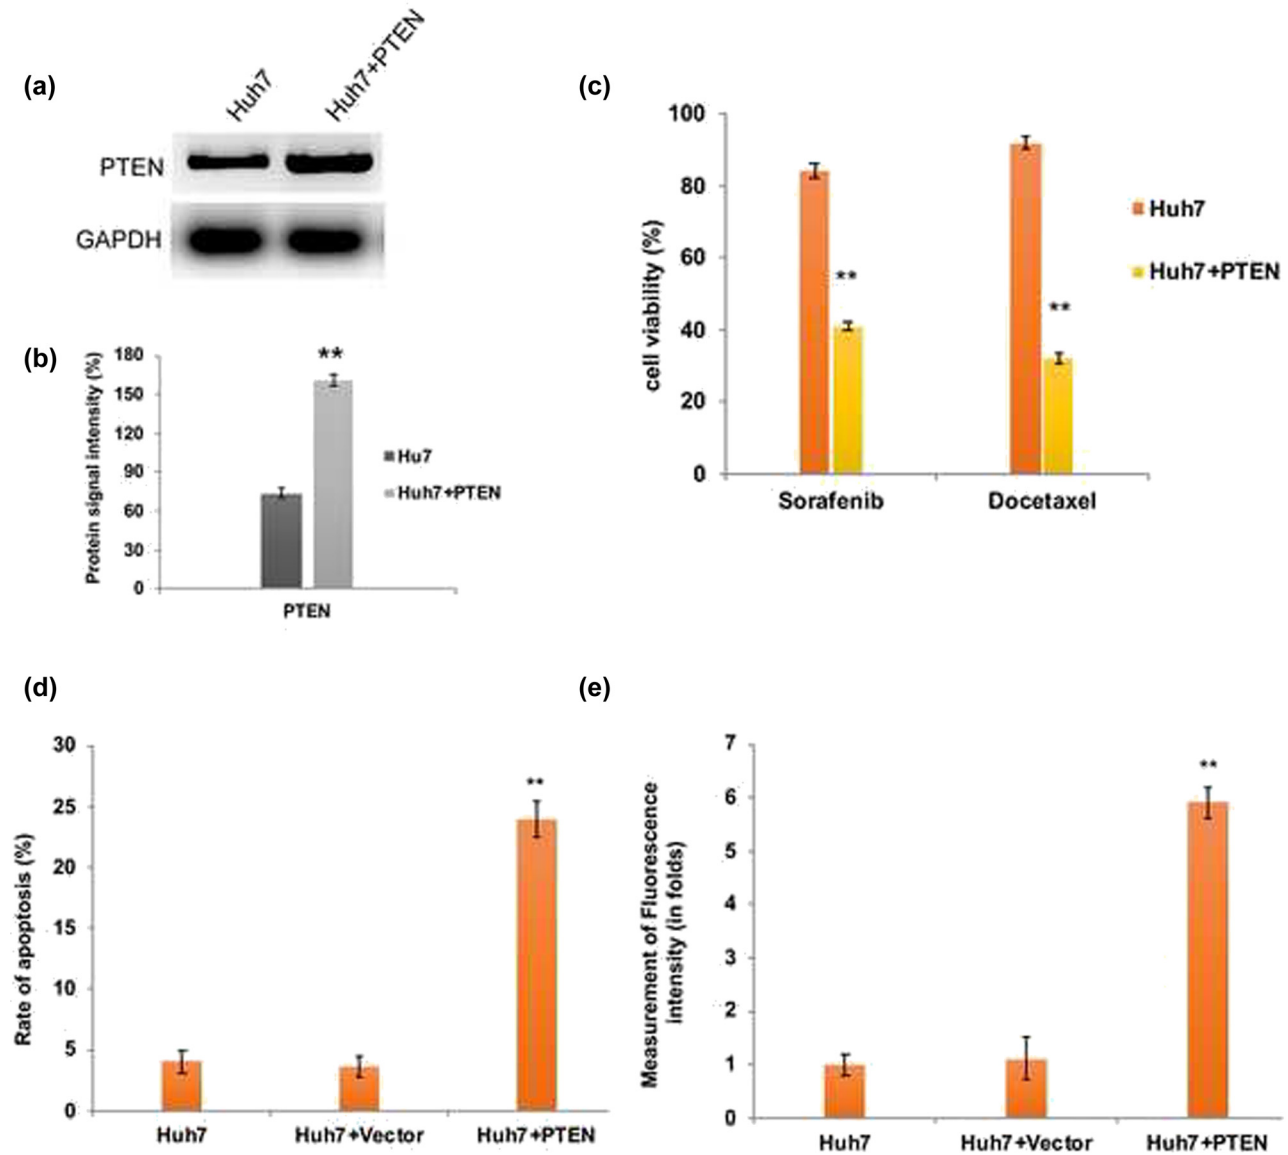 (a)
Huh7
Huh7+PTEN
PTEN
GAPDH
(b)
Protein signal intensity (%)
180
150
120
90
60
30
0
**
PTEN
Hu7
Huh7+PTEN
(c)
cell viability (%)
100
80
60
40
20
0
**
**
Sorafenib
Docetaxel
Huh7
Huh7+PTEN
(d)
Rate of apoptosis (%)
30
25
20
15
10
5
0
**
Huh7
Huh7+Vector
Huh7+PTEN
(e)
Measurement of Fluorescence
intensity (in folds)
7
6
5
4
3
2
1
0
**
Huh7
Huh7+Vector
Huh7+PTEN